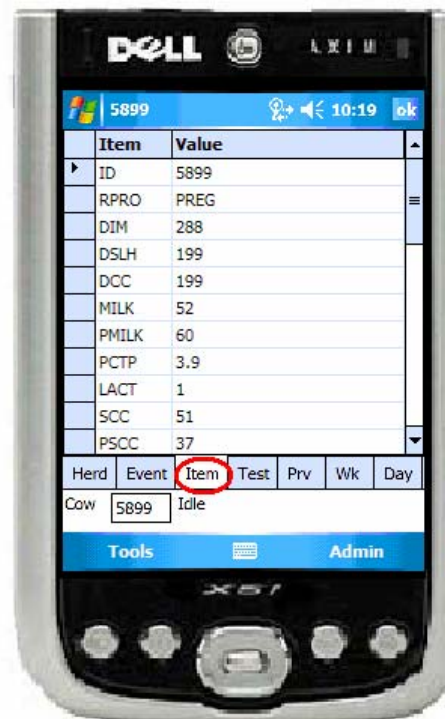 DELL AXIM
5899 10:19 ok
Item Value
ID 5899
RPRO PREG
DIM 288
DSLH 199
DCC 199
MILK 52
PMILK 60
PCTP 3.9
LACT 1
SCC 51
PSCC 37
Herd Event Item Test Prv Wk Day
Cow 5899 Idle
Tools Admin
X51